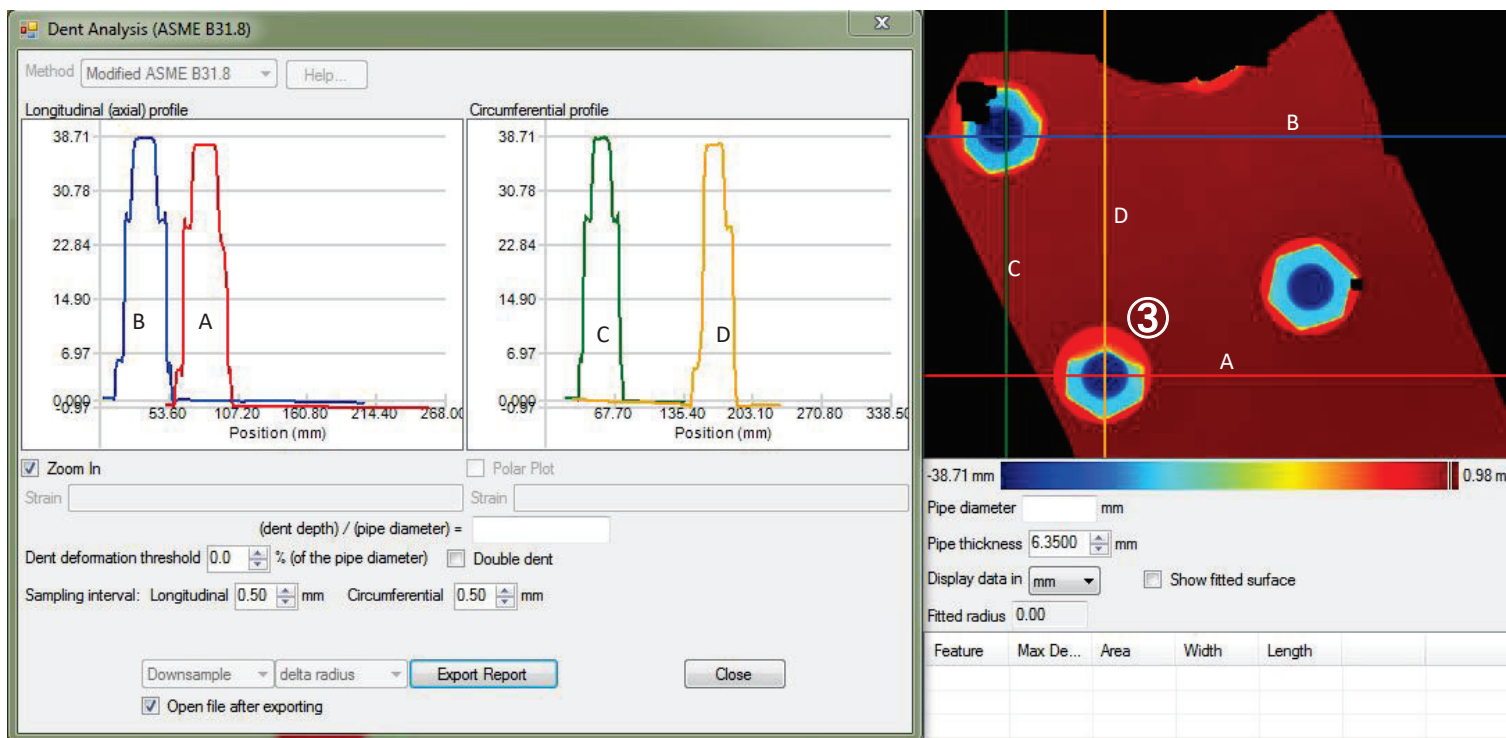 Dent Analysis (ASME B31.8)
x
Method Modified ASME B31.8 Help...
Longitudinal (axial) profile
38.71
30.78
22.84
14.90
6.97
0.099
-0.97
B A
53.60 107.20 160.80 214.40 268.00
Position (mm)
Circumferential profile
38.71
30.78
22.84
14.90
6.97
0.099
-0.97
C D
67.70 135.40 203.10 270.80 338.50
Position (mm)
Zoom In
Polar Plot
Strain
Strain
(dent depth) / (pipe diameter) =
Dent deformation threshold 0.0 % (of the pipe diameter) Double dent
Sampling interval: Longitudinal 0.50 mm Circumferential 0.50 mm
Downsample delta radius Export Report Close
Open file after exporting
B
D
C
③
A
-38.71 mm 0.98 m
Pipe diameter mm
Pipe thickness 6.3500 mm
Display data in mm Show fitted surface
Fitted radius 0.00
Feature Max De... Area Width Length